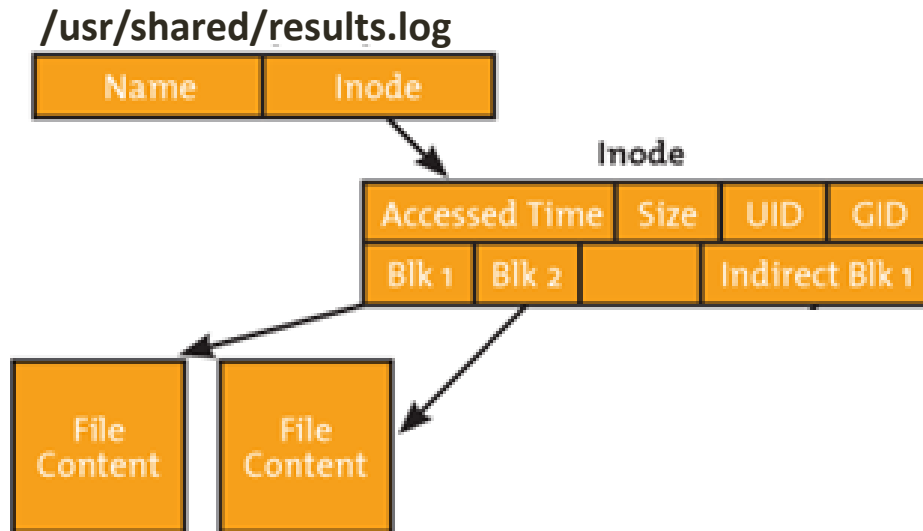 /usr/shared/results.log
Name Inode
Inode
Accessed Time Size UID GID
Blk 1 Blk 2 Indirect Blk 1
File Content File Content